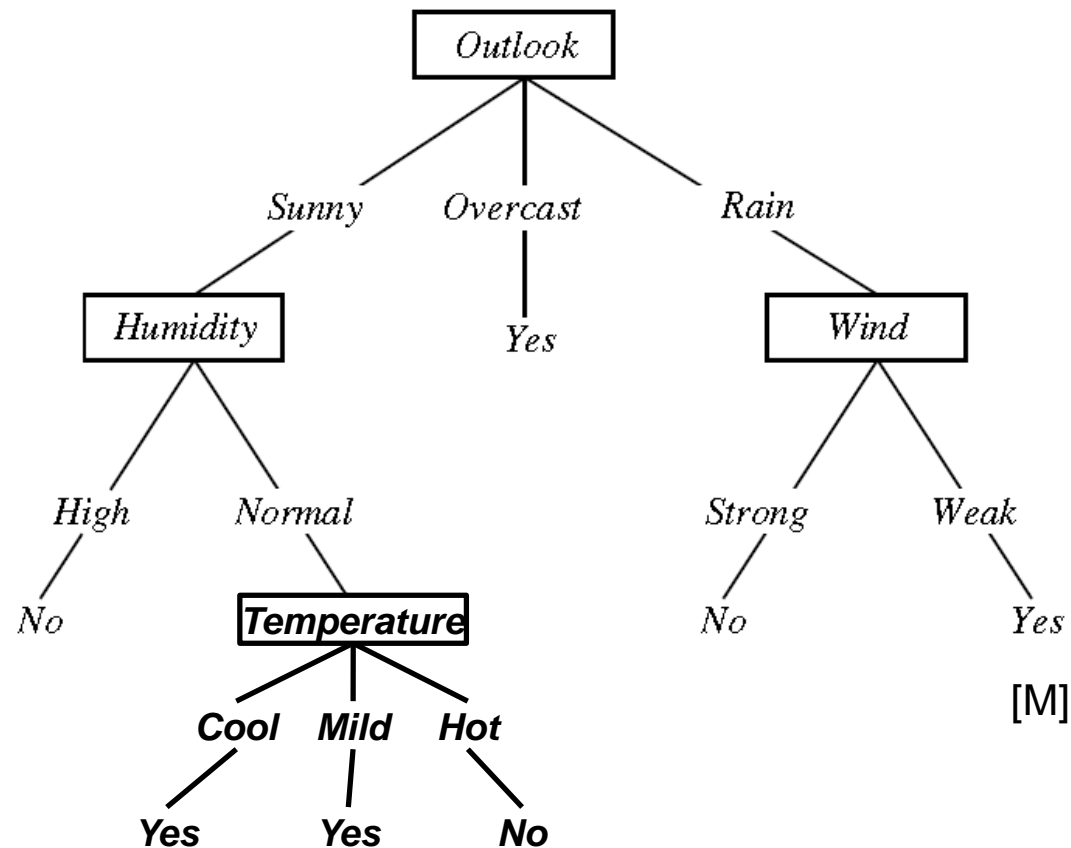 Outlook
Sunny Overcast Rain
Humidity Yes Wind
High Normal Strong Weak
No Temperature No Yes
[M]
Cool Mild Hot
Yes Yes No